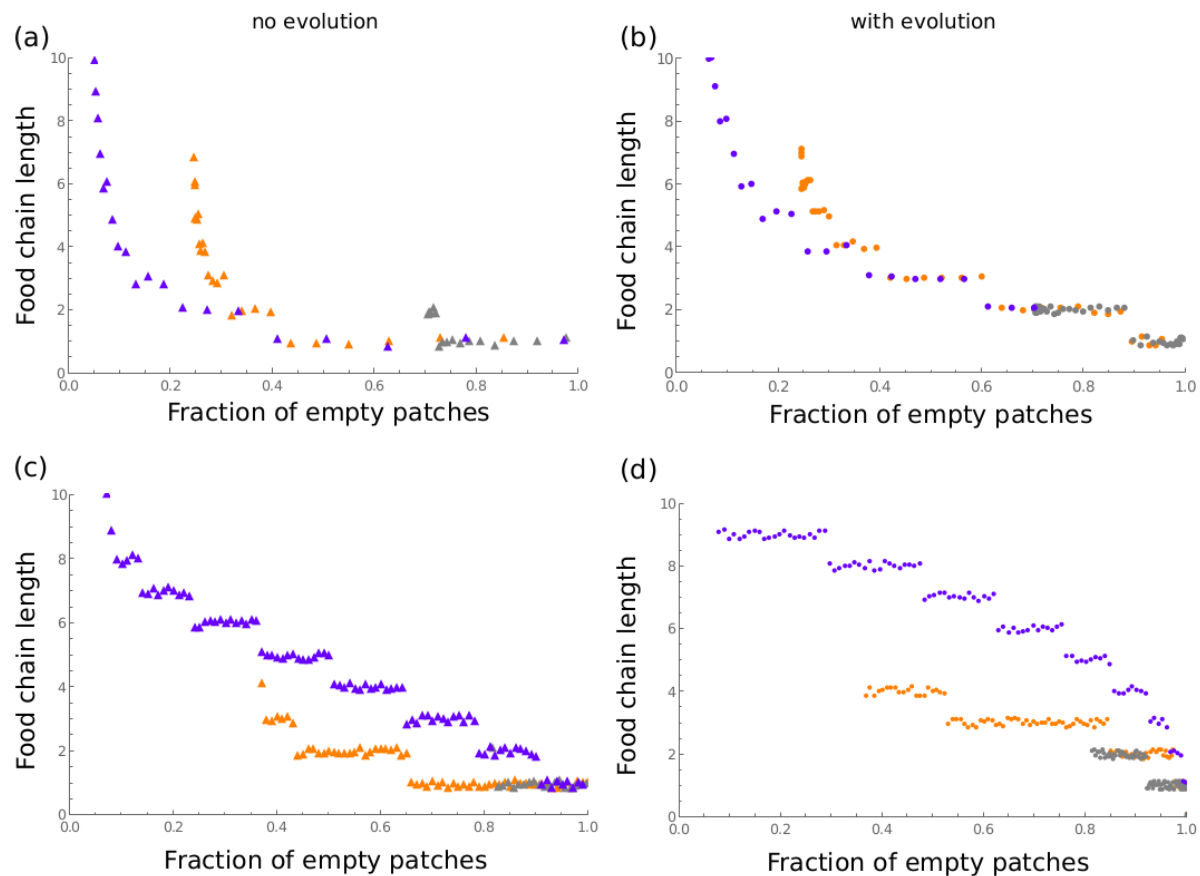 no evolution
with evolution
(a)
(b)
10
8
6
4
2
0
0.0 0.2 0.4 0.6 0.8 1.0
Food chain length
Fraction of empty patches
10
8
6
4
2
0
0.0 0.2 0.4 0.6 0.8 1.0
Food chain length
Fraction of empty patches
(c)
(d)
10
8
6
4
2
0
0.0 0.2 0.4 0.6 0.8 1.0
Food chain length
Fraction of empty patches
10
8
6
4
2
0
0.0 0.2 0.4 0.6 0.8 1.0
Food chain length
Fraction of empty patches